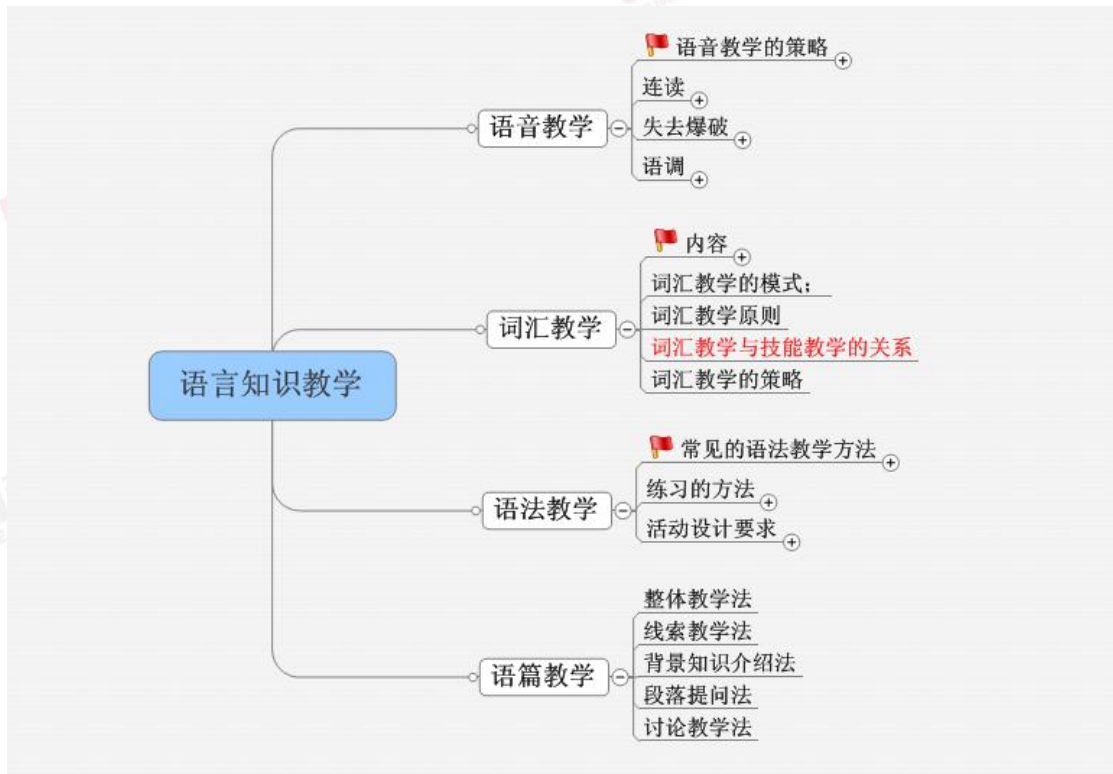 语音教学的策略
连读
语音教学
失去爆破
语调
内容
词汇教学的模式；
词汇教学原则
词汇教学
词汇教学与技能教学的关系
语言知识教学
词汇教学的策略
常见的语法教学方法
练习的方法
语法教学
活动设计要求
整体教学法
线索教学法
背景知识介绍法
语篇教学
段落提问法
讨论教学法